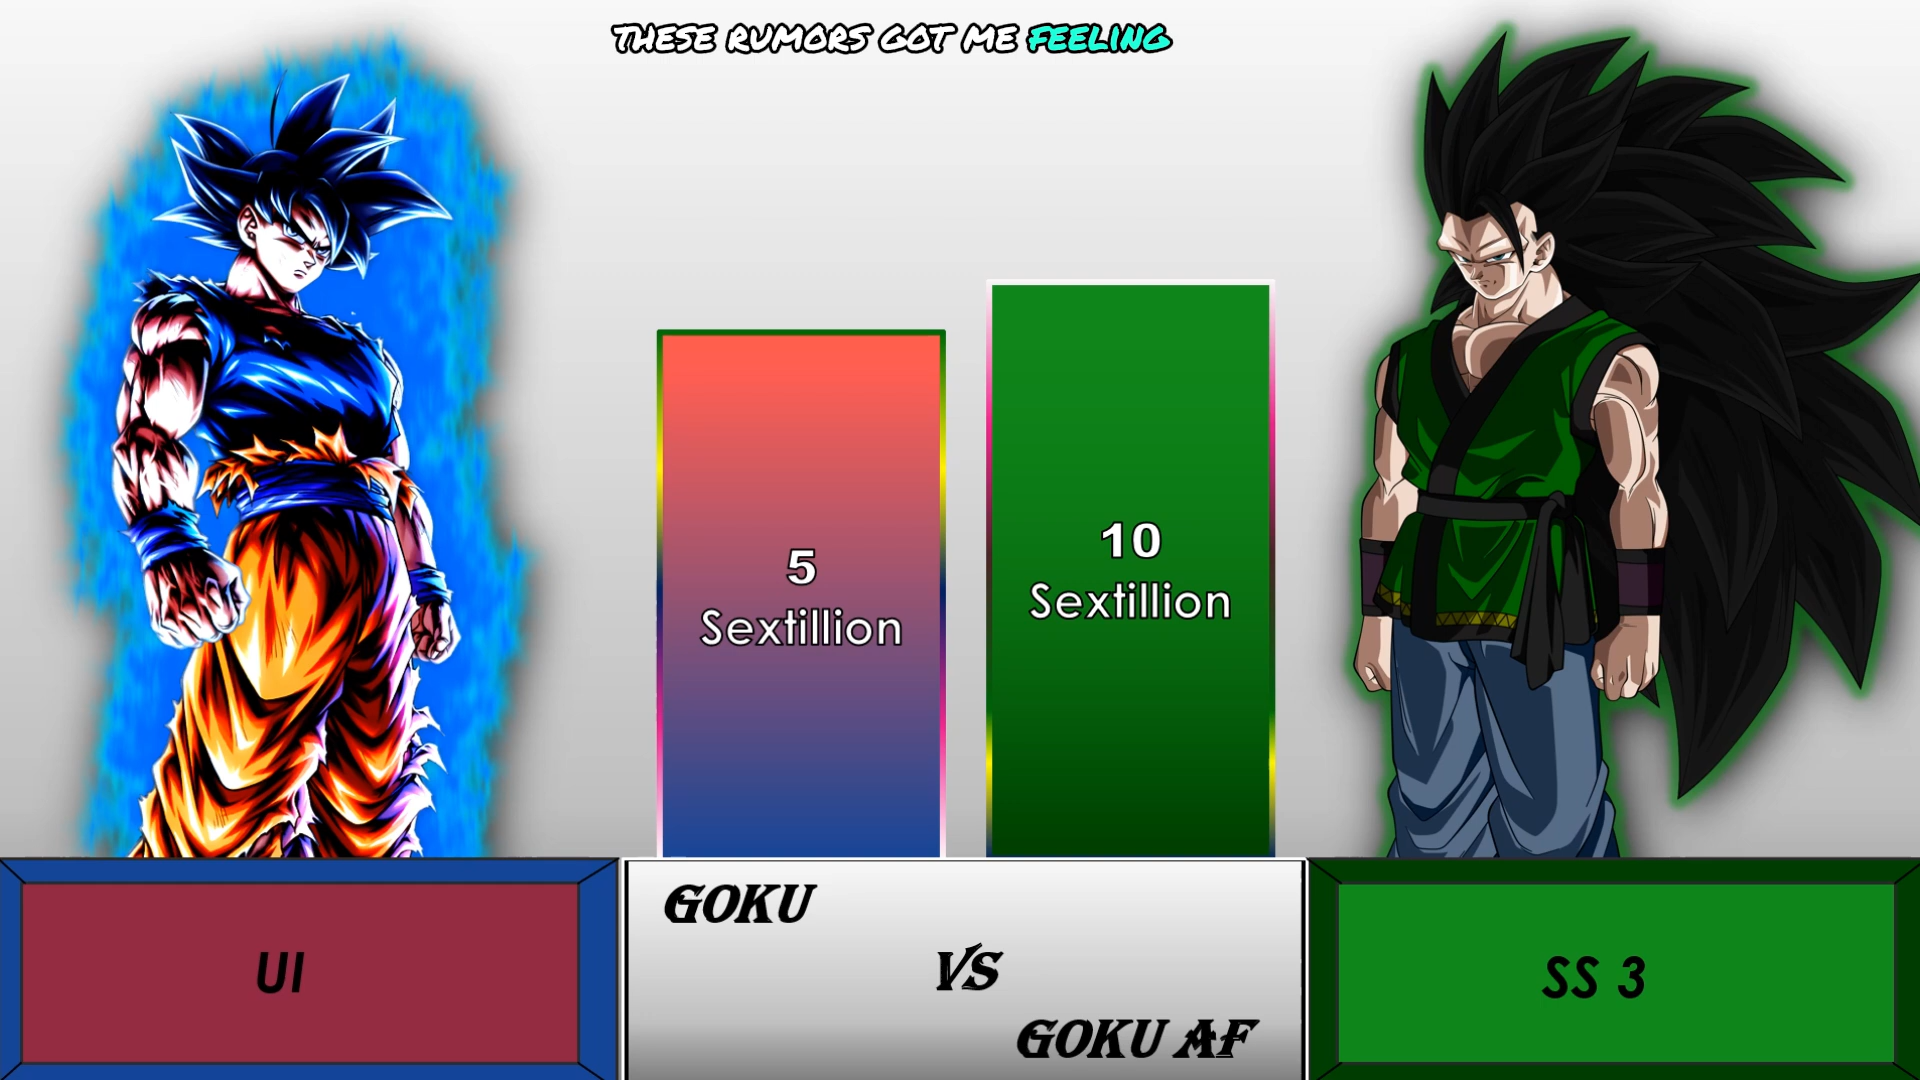 THESE RUMORS GOT ME FEELING
5
Sextillion
10
Sextillion
UI
GOKU
VS
GOKU AF
SS 3